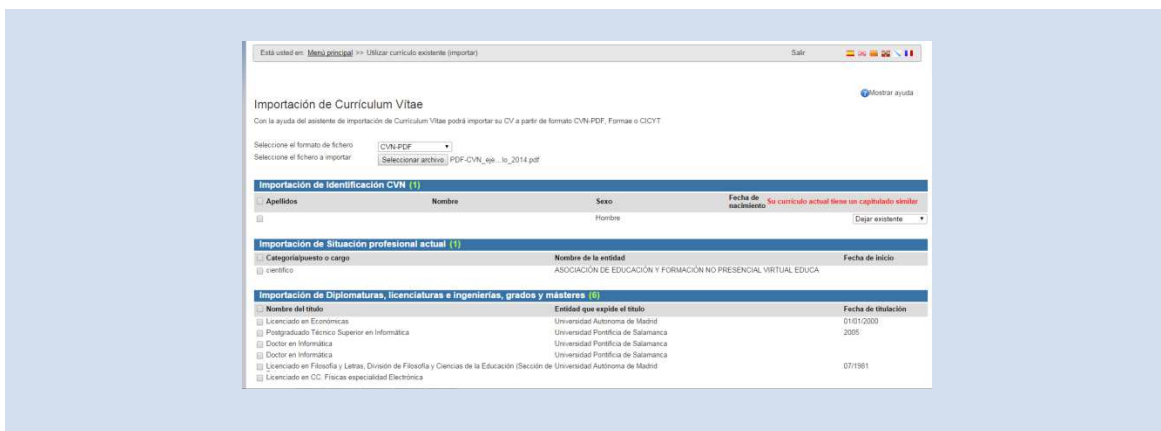 Está usted en: Menú principal >> Utilizar currículo existente (importar) Salir
Mostrar ayuda
Importación de Currículum Vítae
Con la ayuda del asistente de importación de Curriculum Vitae podrá importar su CV a partir de formato CVN-PDF, Formae o CICYT
Seleccione el formato de fichero CVN-PDF
Seleccione el fichero a importar Seleccionar archivo PDF-CVN_eje...lo_2014.pdf
Importación de Identificación CVN (1)
Apellidos Nombre Sexo Fecha de nacimiento Su currículo actual tiene un capitulado similar
Hombre Dejar existente
Importación de Situación profesional actual (1)
Categoría/puesto o cargo Nombre de la entidad Fecha de inicio
científico ASOCIACIÓN DE EDUCACIÓN Y FORMACIÓN NO PRESENCIAL VIRTUAL EDUCA
Importación de Diplomaturas, licenciaturas e ingenierías, grados y másteres (6)
Nombre del título Entidad que expide el título Fecha de titulación
Licenciado en Económicas Universidad Autónoma de Madrid 01/01/2000
Postgraduado Técnico Superior en Informática Universidad Pontificia de Salamanca 2005
Doctor en Informática Universidad Pontificia de Salamanca
Doctor en Informática Universidad Pontificia de Salamanca
Licenciado en Filosofía y Letras, División de Filosofía y Ciencias de la Educación (Sección de Universidad Autónoma de Madrid 07/1981
Licenciado en CC. Físicas especialidad Electrónica